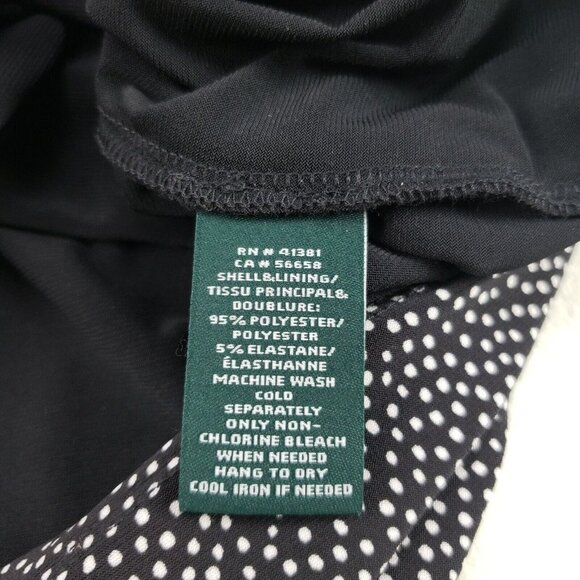 RN # 41381
CA # 56658
SHELL&LINING/
TISSU PRINCIPAL&
DOUBLURE:
95% POLYESTER/
POLYESTER
5% ELASTANE/
ÉLASTHANNE
MACHINE WASH
COLD
SEPARATELY
ONLY NON-
CHLORINE BLEACH
WHEN NEEDED
HANG TO DRY
COOL IRON IF NEEDED